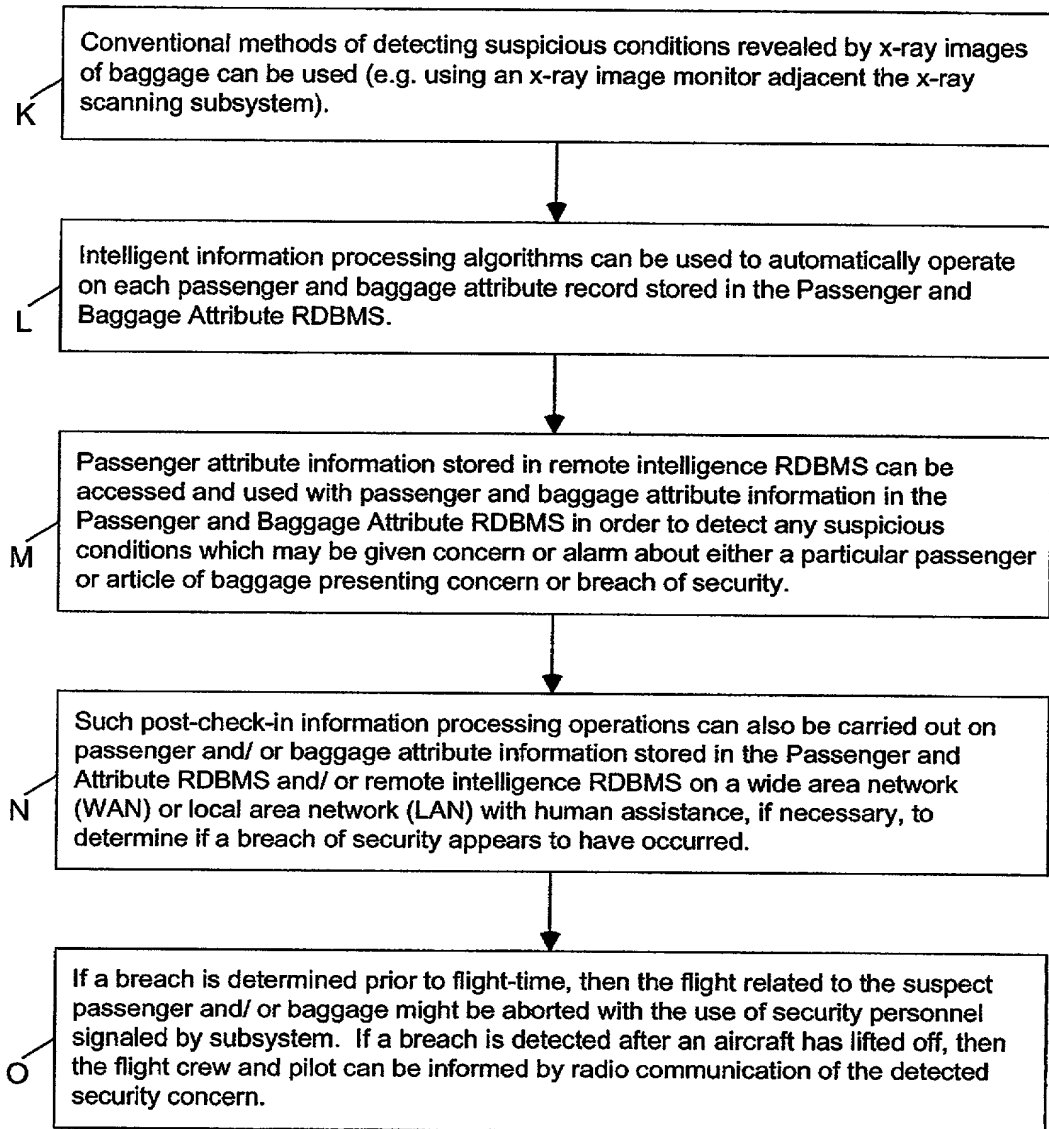 Conventional methods of detecting suspicious conditions revealed by x-ray images
of baggage can be used (e.g. using an x-ray image monitor adjacent the x-ray
scanning subsystem).
K
Intelligent information processing algorithms can be used to automatically operate
on each passenger and baggage attribute record stored in the Passenger and
Baggage Attribute RDBMS.
L
Passenger attribute information stored in remote intelligence RDBMS can be
accessed and used with passenger and baggage attribute information in the
Passenger and Baggage Attribute RDBMS in order to detect any suspicious
conditions which may be given concern or alarm about either a particular passenger
or article of baggage presenting concern or breach of security.
M
Such post-check-in information processing operations can also be carried out on
passenger and/ or baggage attribute information stored in the Passenger and
Attribute RDBMS and/ or remote intelligence RDBMS on a wide area network
(WAN) or local area network (LAN) with human assistance, if necessary, to
determine if a breach of security appears to have occurred.
N
If a breach is determined prior to flight-time, then the flight related to the suspect
passenger and/ or baggage might be aborted with the use of security personnel
signaled by subsystem.  If a breach is detected after an aircraft has lifted off, then
the flight crew and pilot can be informed by radio communication of the detected
security concern.
O